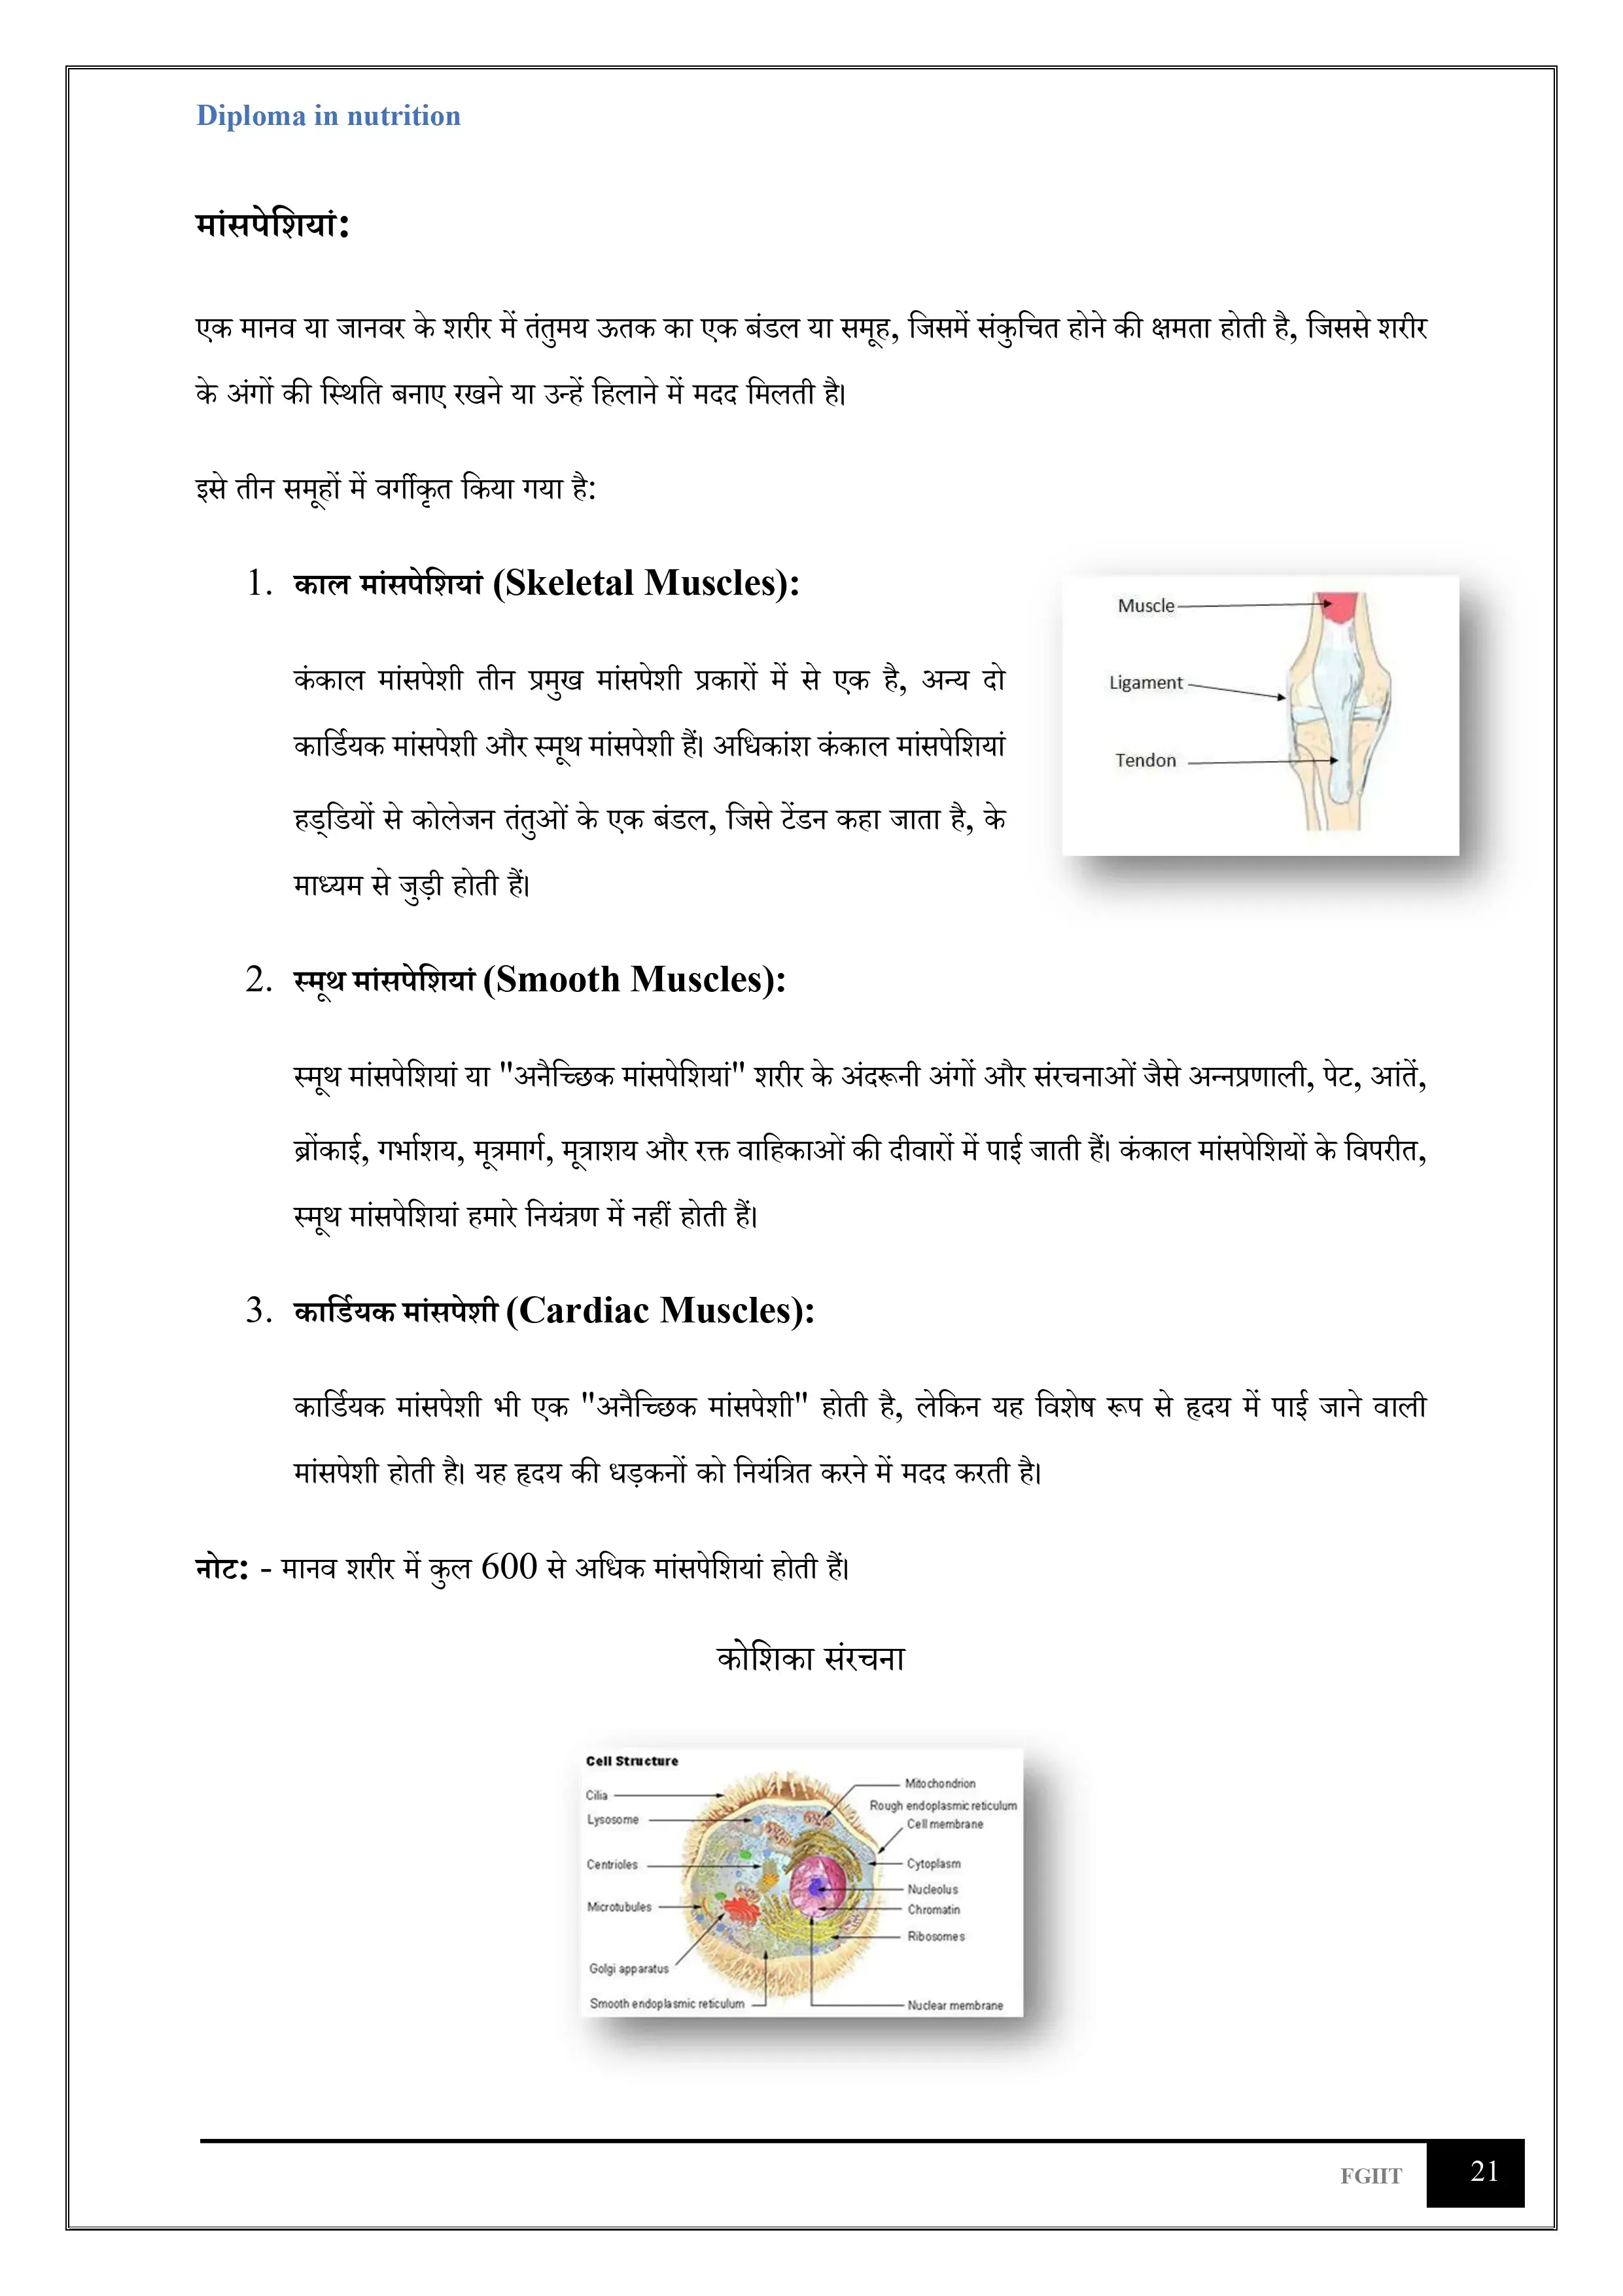 Diploma in nutrition
मांसपेशियां:
एक मानव या जानवर के शरीर में तंतुमय ऊतक का एक बंडल या समूह, जिसमें संकुचित होने की क्षमता होती है, जिससे शरीर
के अंगों की स्थिति बनाए रखने या उन्हें हिलाने में मदद मिलती है।
इसे तीन समूहों में वर्गीकृत किया गया है:
1. काल मांसपेशियां (Skeletal Muscles):
कंकाल मांसपेशी तीन प्रमुख मांसपेशी प्रकारों में से एक है, अन्य दो
कार्डियक मांसपेशी और स्मूथ मांसपेशी हैं। अधिकांश कंकाल मांसपेशियां
हड्डियों से कोलेजन तंतुओं के एक बंडल, जिसे टेंडन कहा जाता है, के
माध्यम से जुड़ी होती हैं।
Muscle
Ligament
Tendon
2. स्मूथ मांसपेशियां (Smooth Muscles):
स्मूथ मांसपेशियां या "अनैच्छिक मांसपेशियां" शरीर के अंदरूनी अंगों और संरचनाओं जैसे अन्नप्रणाली, पेट, आंतें,
ब्रोंकाई, गर्भाशय, मूत्रमार्ग, मूत्राशय और रक्त वाहिकाओं की दीवारों में पाई जाती हैं। कंकाल मांसपेशियों के विपरीत,
स्मूथ मांसपेशियां हमारे नियंत्रण में नहीं होती हैं।
3. कार्डियक मांसपेशी (Cardiac Muscles):
कार्डियक मांसपेशी भी एक "अनैच्छिक मांसपेशी" होती है, लेकिन यह विशेष रूप से हृदय में पाई जाने वाली
मांसपेशी होती है। यह हृदय की धड़कनों को नियंत्रित करने में मदद करती है।
नोट: - मानव शरीर में कुल 600 से अधिक मांसपेशियां होती हैं।
कोशिका संरचना
Cell Structure
Cilia
Lysosome
Centrioles
Microtubules
Golgi apparatus
Smooth endoplasmic reticulum
Mitochondrion
Rough endoplasmic reticulum
Cell membrane
Cytoplasm
Nucleolus
Chromatin
Ribosomes
Nuclear membrane
FGIIT 21